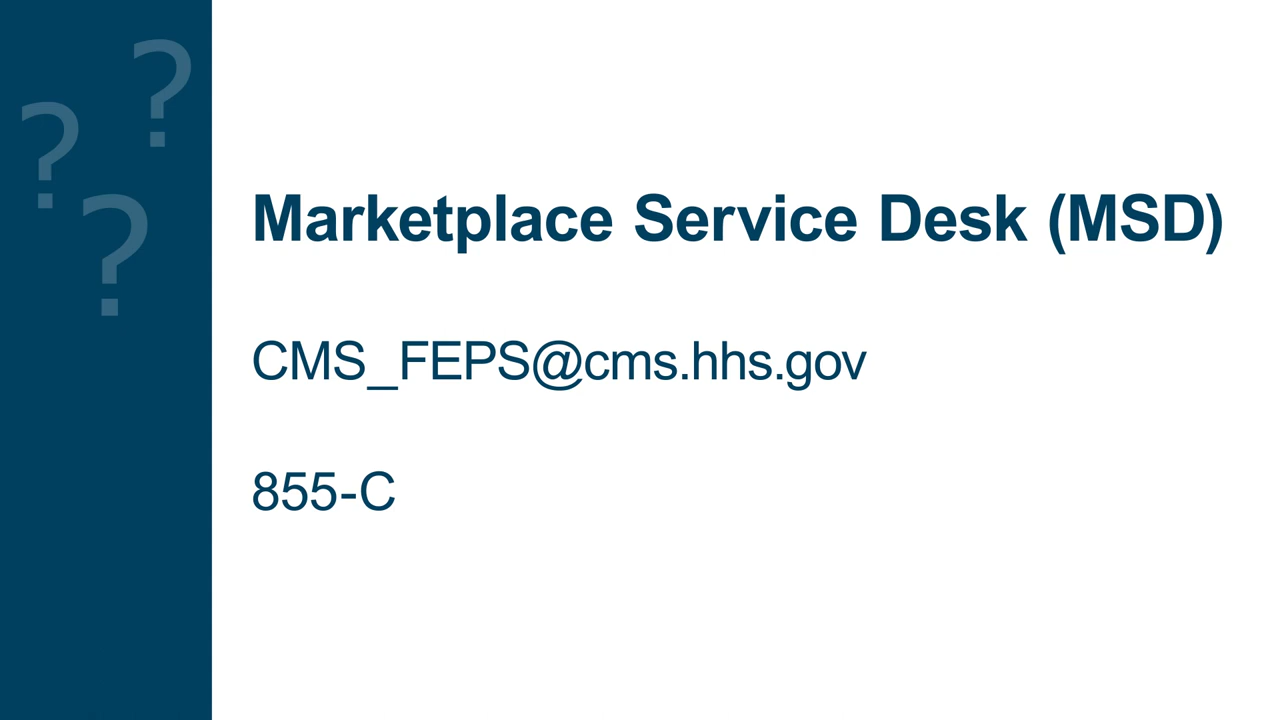 ?
?
?
Marketplace Service Desk (MSD)
CMS_FEPS@cms.hhs.gov
855-C